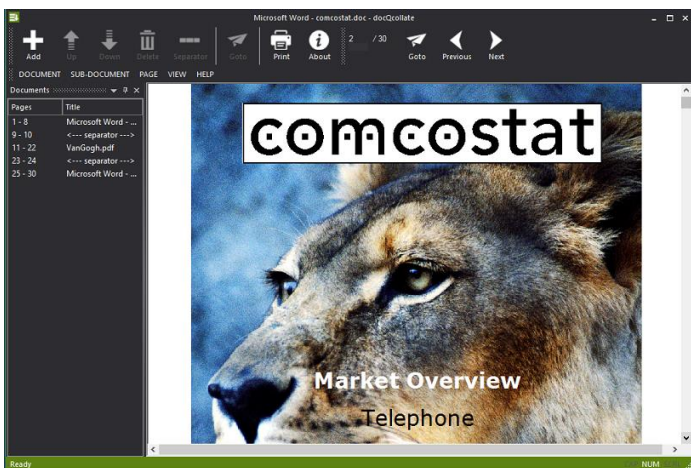 Microsoft Word - comcostat.doc - docQcollate
Add Up Down Delete Separator Goto Print About 2 / 30 Goto Previous Next
DOCUMENT SUB-DOCUMENT PAGE VIEW HELP
Documents
Pages Title
1 - 8 Microsoft Word - ...
9 - 10 <--- separator --->
11 - 22 VanGogh.pdf
23 - 24 <--- separator --->
25 - 30 Microsoft Word - ...
comcostat
Market Overview
Telephone
Ready NUM